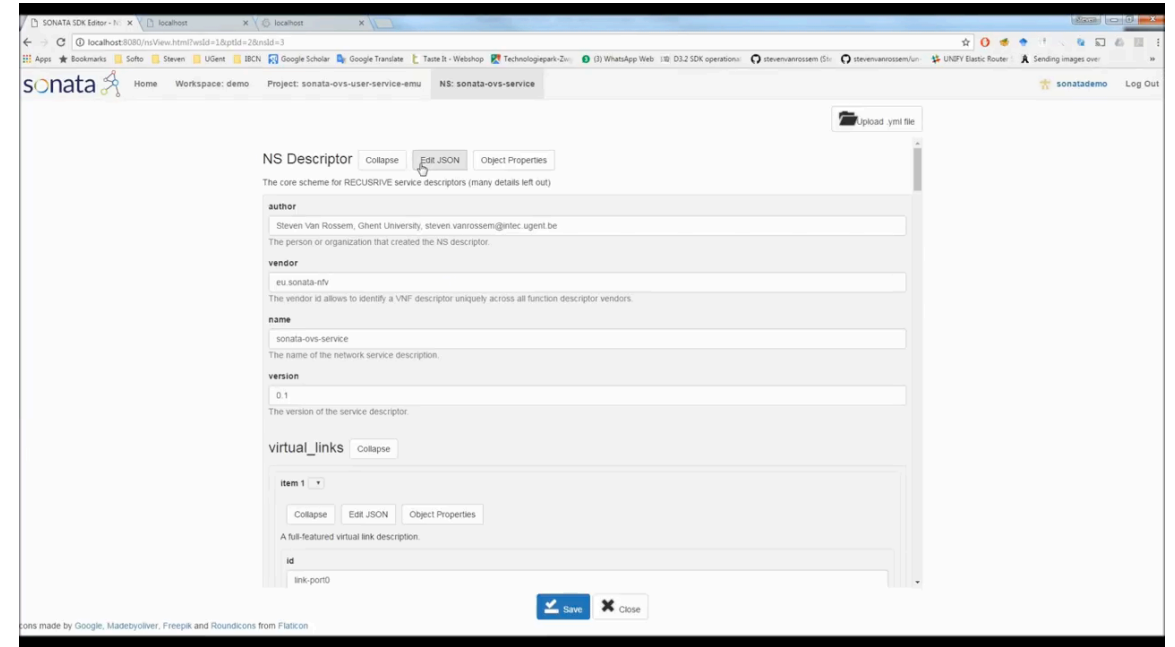 SONATA SDK Editor - N
localhost
localhost
localhost:8080/nsView.html?wsId=1&ptId=28nsId=3
Apps Bookmarks Softo Steven UGent IBCN Google Scholar Google Translate Taste It - Webshop Technologiepark-Zwij (3) WhatsApp Web D3.2 SDK operationa stevenvanrossem (Ste stevenvanrossem/un UNIFY Elastic Router Sending images over »
sonata Home Workspace: demo Project: sonata-ovs-user-service-emu NS: sonata-ovs-service sonatademo Log Out
Upload .yml file
NS Descriptor Collapse Edit JSON Object Properties
The core scheme for RECUSRIVE service descriptors (many details left out)
author
Steven Van Rossem, Ghent University, steven.vanrossem@intec.ugent.be
The person or organization that created the NS descriptor.
vendor
eu.sonata-nfv
The vendor id allows to identify a VNF descriptor uniquely across all function descriptor vendors.
name
sonata-ovs-service
The name of the network service description.
version
0.1
The version of the service descriptor.
virtual_links Collapse
item 1
Collapse Edit JSON Object Properties
A full-featured virtual link description.
id
link-port0
Save Close
cons made by Google, Madebyoliver, Freepik and Roundicons from Flaticon